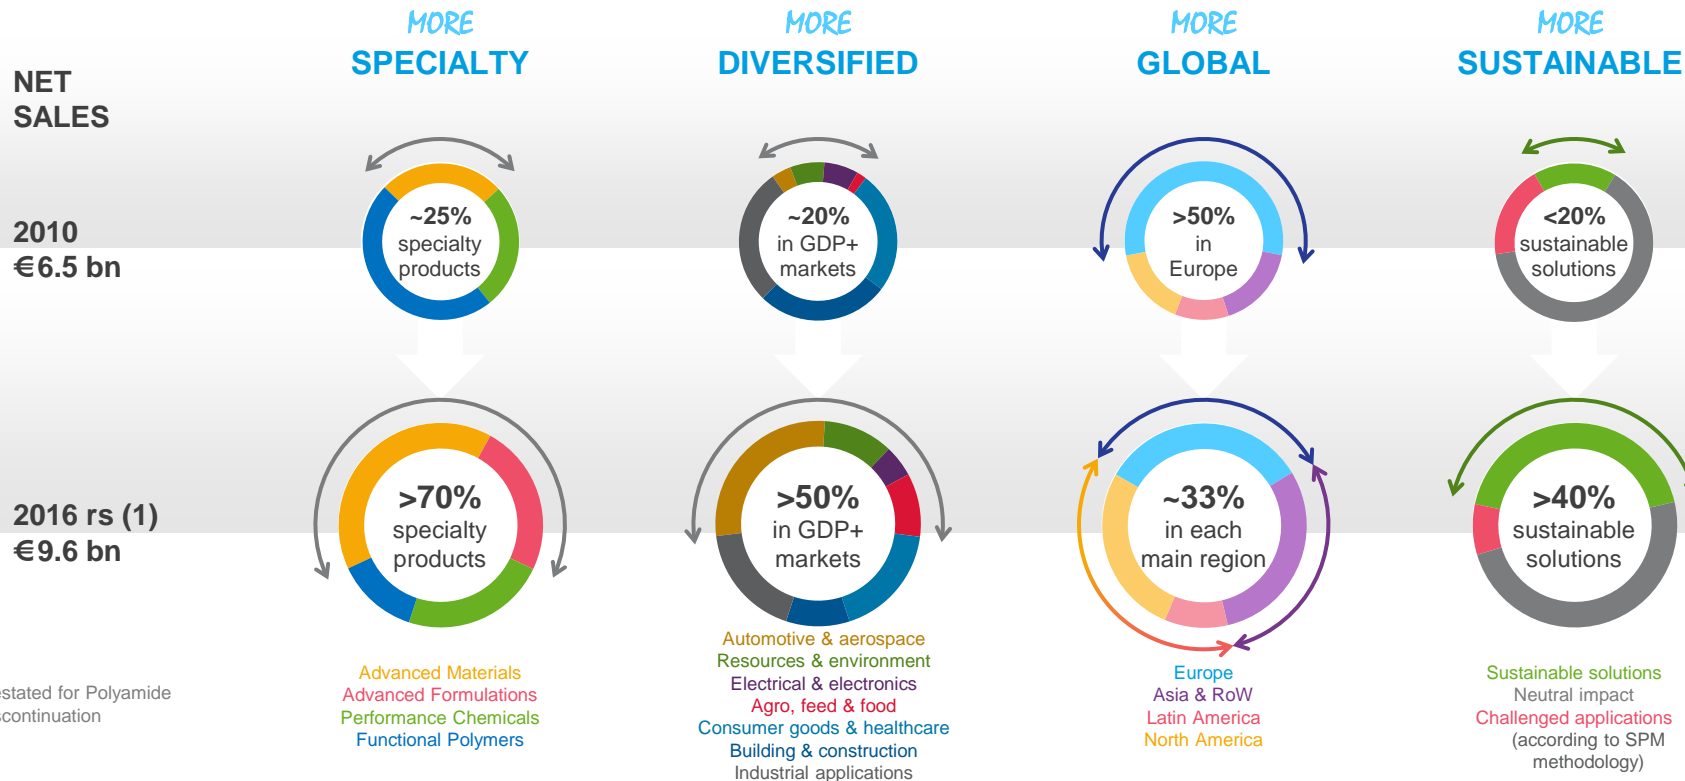 MORE
SPECIALTY
MORE
DIVERSIFIED
MORE
GLOBAL
MORE
SUSTAINABLE
NET
SALES
2010
€6.5 bn
~25%
specialty
products
~20%
in GDP+
markets
>50%
in
Europe
<20%
sustainable
solutions
2016 rs (1)
€9.6 bn
>70%
specialty
products
>50%
in GDP+
markets
~33%
in each
main region
>40%
sustainable
solutions
estated for Polyamide
scontinuation
Advanced Materials
Advanced Formulations
Performance Chemicals
Functional Polymers
Automotive & aerospace
Resources & environment
Electrical & electronics
Agro, feed & food
Consumer goods & healthcare
Building & construction
Industrial applications
Europe
Asia & RoW
Latin America
North America
Sustainable solutions
Neutral impact
Challenged applications
(according to SPM
methodology)